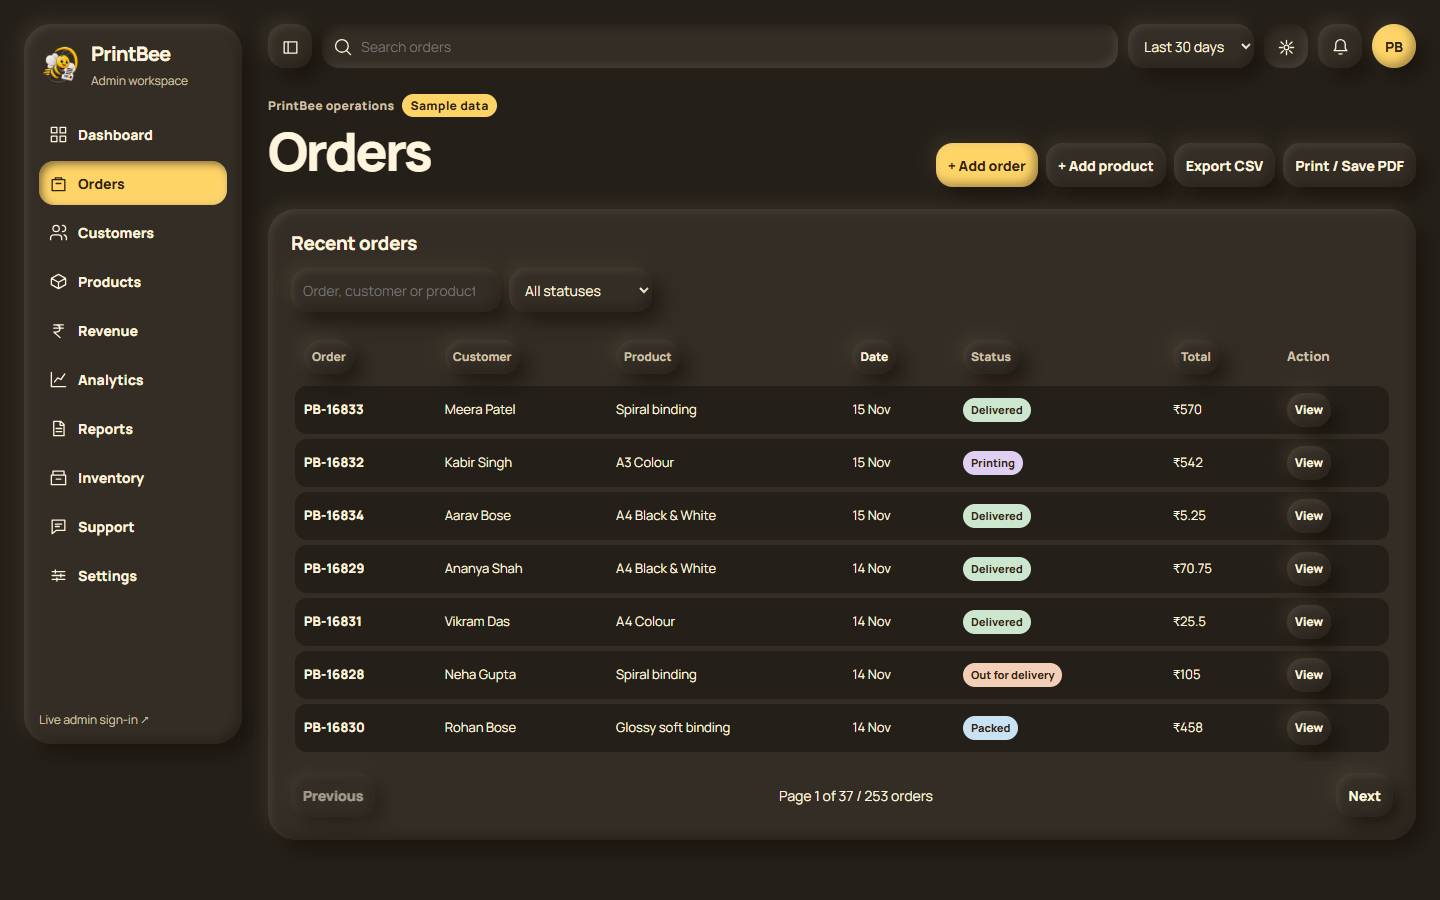 PrintBee
Admin workspace
Dashboard
Orders
Customers
Products
Revenue
Analytics
Reports
Inventory
Support
Settings
Live admin sign-in ↗
Search orders
Last 30 days
PB
PrintBee operations
Sample data
Orders
+ Add order
+ Add product
Export CSV
Print / Save PDF
Recent orders
Order, customer or product
All statuses
Order Customer Product Date Status Total Action
PB-16833 Meera Patel Spiral binding 15 Nov Delivered ₹570 View
PB-16832 Kabir Singh A3 Colour 15 Nov Printing ₹542 View
PB-16834 Aarav Bose A4 Black & White 15 Nov Delivered ₹5.25 View
PB-16829 Ananya Shah A4 Black & White 14 Nov Delivered ₹70.75 View
PB-16831 Vikram Das A4 Colour 14 Nov Delivered ₹25.5 View
PB-16828 Neha Gupta Spiral binding 14 Nov Out for delivery ₹105 View
PB-16830 Rohan Bose Glossy soft binding 14 Nov Packed ₹458 View
Previous
Page 1 of 37 / 253 orders
Next